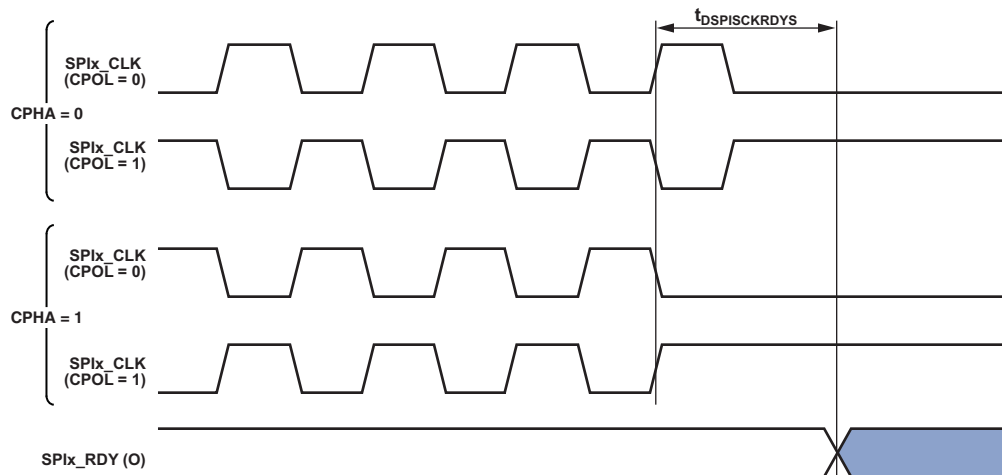 tDSPISCKRDYS
SPIx_CLK
(CPOL = 0)
CPHA = 0
SPIx_CLK
(CPOL = 1)
SPIx_CLK
(CPOL = 0)
CPHA = 1
SPIx_CLK
(CPOL = 1)
SPIx_RDY (O)